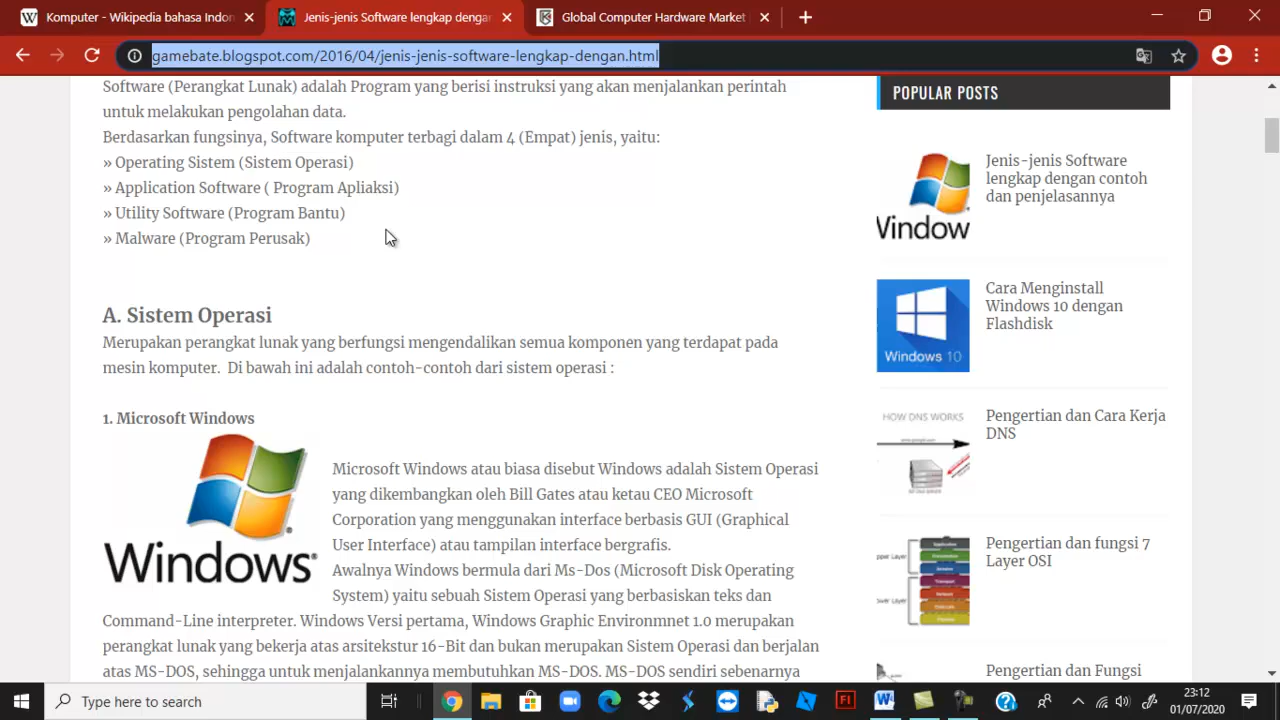 Komputer - Wikipedia bahasa Indon
Jenis-jenis Software lengkap dengan
Global Computer Hardware Market
gamebate.blogspot.com/2016/04/jenis-jenis-software-lengkap-dengan.html
Software (Perangkat Lunak) adalah Program yang berisi instruksi yang akan menjalankan perintah
untuk melakukan pengolahan data.
Berdasarkan fungsinya, Software komputer terbagi dalam 4 (Empat) jenis, yaitu:
» Operating Sistem (Sistem Operasi)
» Application Software ( Program Apliaksi)
» Utility Software (Program Bantu)
» Malware (Program Perusak)
A. Sistem Operasi
Merupakan perangkat lunak yang berfungsi mengendalikan semua komponen yang terdapat pada
mesin komputer. Di bawah ini adalah contoh-contoh dari sistem operasi :
1. Microsoft Windows
Windows
Microsoft Windows atau biasa disebut Windows adalah Sistem Operasi
yang dikembangkan oleh Bill Gates atau ketau CEO Microsoft
Corporation yang menggunakan interface berbasis GUI (Graphical
User Interface) atau tampilan interface bergrafis.
Awalnya Windows bermula dari Ms-Dos (Microsoft Disk Operating
System) yaitu sebuah Sistem Operasi yang berbasiskan teks dan
Command-Line interpreter. Windows Versi pertama, Windows Graphic Environmnet 1.0 merupakan
perangkat lunak yang bekerja atas arsitekstur 16-Bit dan bukan merupakan Sistem Operasi dan berjalan
atas MS-DOS, sehingga untuk menjalankannya membutuhkan MS-DOS. MS-DOS sendiri sebenarnya
POPULAR POSTS
Window
Jenis-jenis Software
lengkap dengan contoh
dan penjelasannya
Windows 10
Cara Menginstall
Windows 10 dengan
Flashdisk
HOW DNS WORKS
Pengertian dan Cara Kerja
DNS
Pengertian dan fungsi 7
Layer OSI
Pengertian dan Fungsi
Type here to search
23:12
01/07/2020